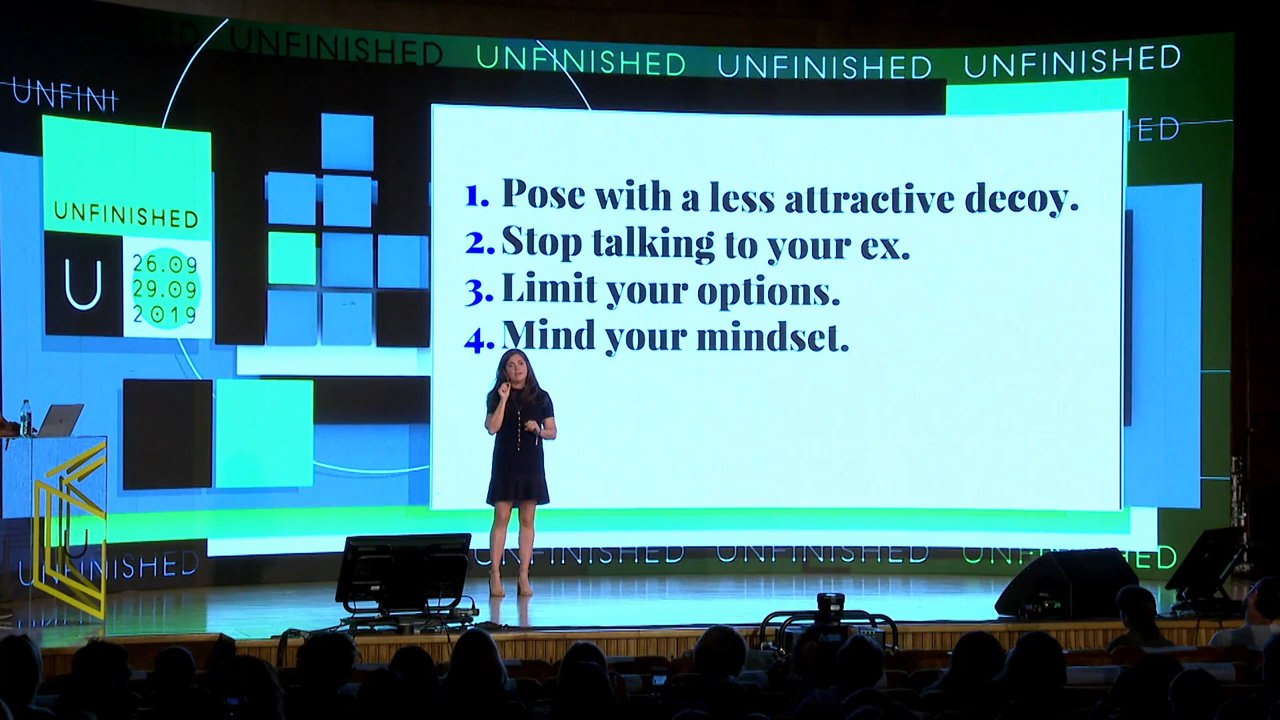 UNFINISHED
UNFINISHED
UNFINISHED
UNFINISHED
UNFINI
HED
UNFINISHED
U
26.09
29.09
2019
1. Pose with a less attractive decoy.
2. Stop talking to your ex.
3. Limit your options.
4. Mind your mindset.
U
UNFINISHED
UNFINISHED
UNFINISHED